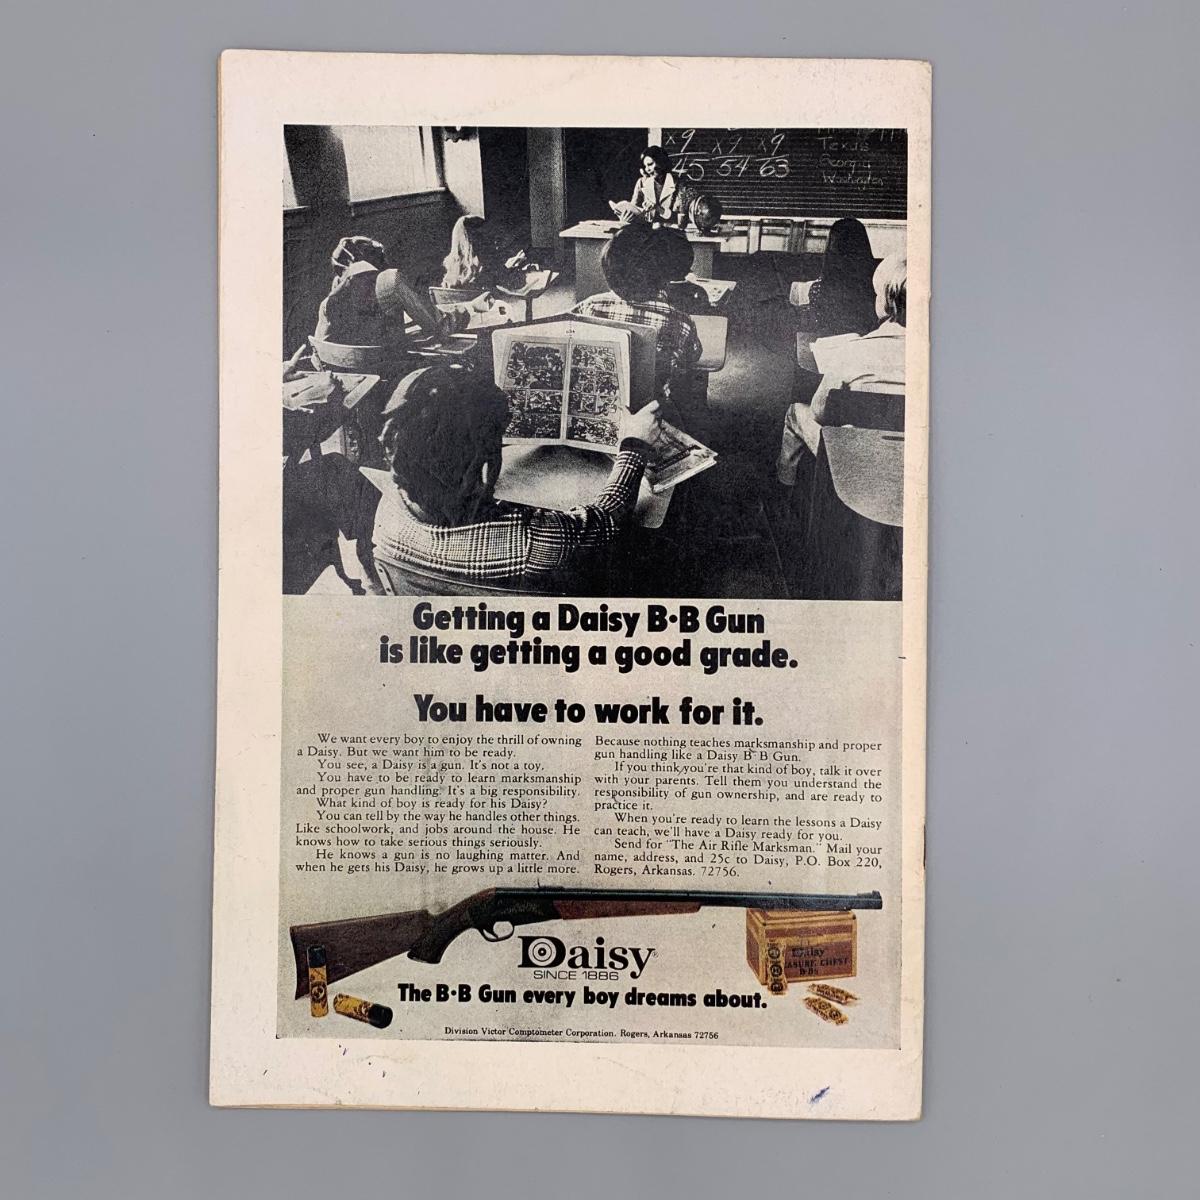 x9 x9 x9
45 54 63
Texas
Georgia
Washington
Getting a Daisy B•B Gun
is like getting a good grade.
You have to work for it.
We want every boy to enjoy the thrill of owning
a Daisy. But we want him to be ready.
You see, a Daisy is a gun. It's not a toy.
You have to be ready to learn marksmanship
and proper gun handling. It's a big responsibility.
What kind of boy is ready for his Daisy?
You can tell by the way he handles other things.
Like schoolwork, and jobs around the house. He
knows how to take serious things seriously.
He knows a gun is no laughing matter. And
when he gets his Daisy, he grows up a little more.
Because nothing teaches marksmanship and proper
gun handling like a Daisy B•B Gun.
If you think you're that kind of boy, talk it over
with your parents. Tell them you understand the
responsibility of gun ownership, and are ready to
practice it.
When you're ready to learn the lessons a Daisy
can teach, we'll have a Daisy ready for you.
Send for "The Air Rifle Marksman." Mail your
name, address, and 25c to Daisy, P.O. Box 220,
Rogers, Arkansas. 72756.
Daisy®
SINCE 1886
Daisy
CHEST
B•Bs
The B•B Gun every boy dreams about.
Division Victor Comptometer Corporation. Rogers, Arkansas 72756